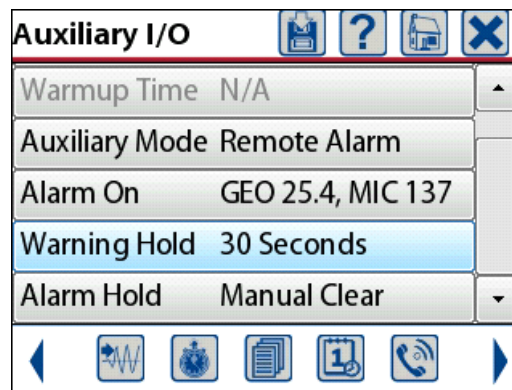 Auxiliary I/O ?
Warmup Time N/A
Auxiliary Mode Remote Alarm
Alarm On GEO 25.4, MIC 137
Warning Hold 30 Seconds
Alarm Hold Manual Clear
1